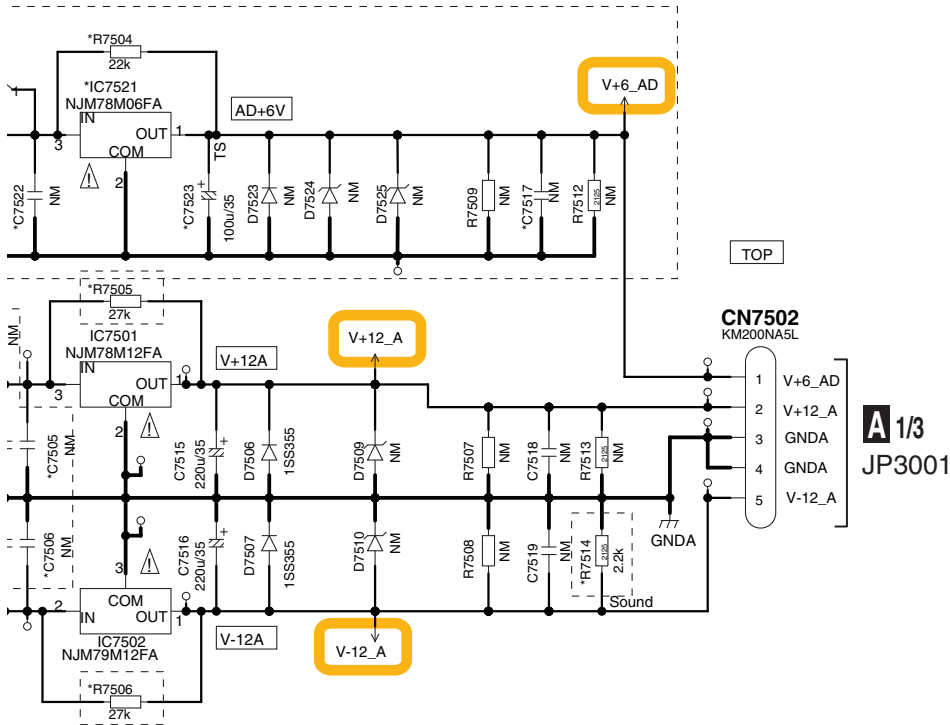 *R7504
22k
*IC7521
NJM78M06FA
IN
OUT
COM
3
1
2
TS
AD+6V
V+6_AD
*C7522
NM
*C7523
+
100u/35
D7523
NM
D7524
NM
D7525
NM
R7509
NM
*C7517
NM
R7512
2125
NM
TOP
*R7505
27k
IC7501
NJM78M12FA
IN
OUT
COM
3
1
2
V+12A
V+12_A
NM
*C7505
NM
C7515
+
220u/35
D7506
1SS355
D7509
NM
R7507
NM
C7518
NM
R7513
2125
NM
CN7502
KM200NA5L
1 V+6_AD
2 V+12_A
3 GNDA
4 GNDA
5 V-12_A
A 1/3
JP3001
GNDA
*C7506
NM
C7516
+
220u/35
D7507
1SS355
D7510
NM
R7508
NM
C7519
NM
*R7514
2125
2.2k
Sound
3
COM
2
IN
OUT
1
IC7502
NJM79M12FA
V-12A
V-12_A
*R7506
27k